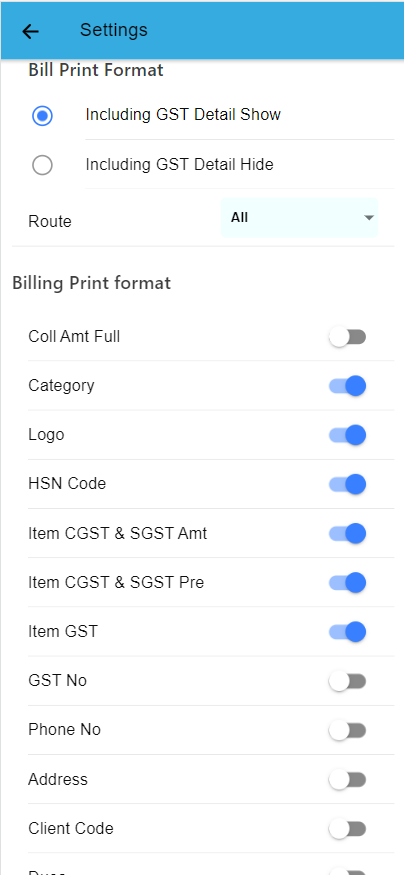 Settings
Bill Print Format
Including GST Detail Show
Including GST Detail Hide
Route
All
Billing Print format
Coll Amt Full
Category
Logo
HSN Code
Item CGST & SGST Amt
Item CGST & SGST Pre
Item GST
GST No
Phone No
Address
Client Code